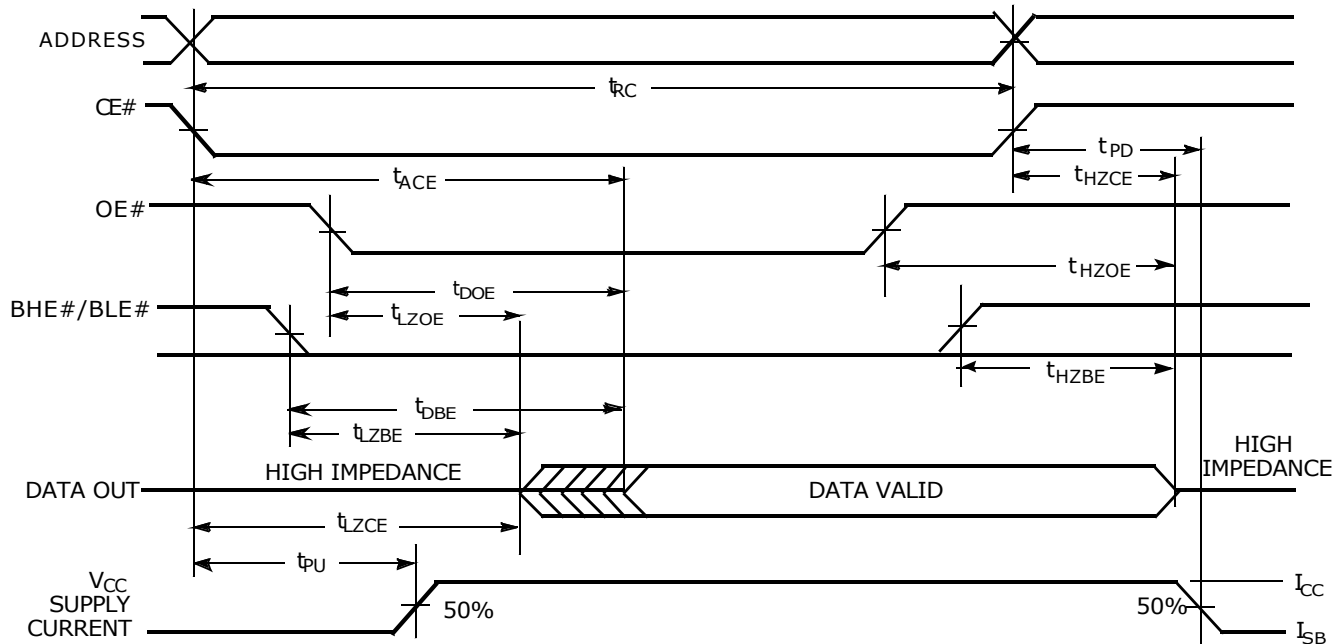 ADDRESS
tRC
CE#
tPD
tACE
tHZCE
OE#
tHZOE
tDOE
BHE#/BLE#
tLZOE
tHZBE
tDBE
tLZBE
HIGH IMPEDANCE
HIGH
IMPEDANCE
DATA OUT
DATA VALID
tLZCE
tPU
VCC
SUPPLY
CURRENT
50%
50%
ICC
ISB